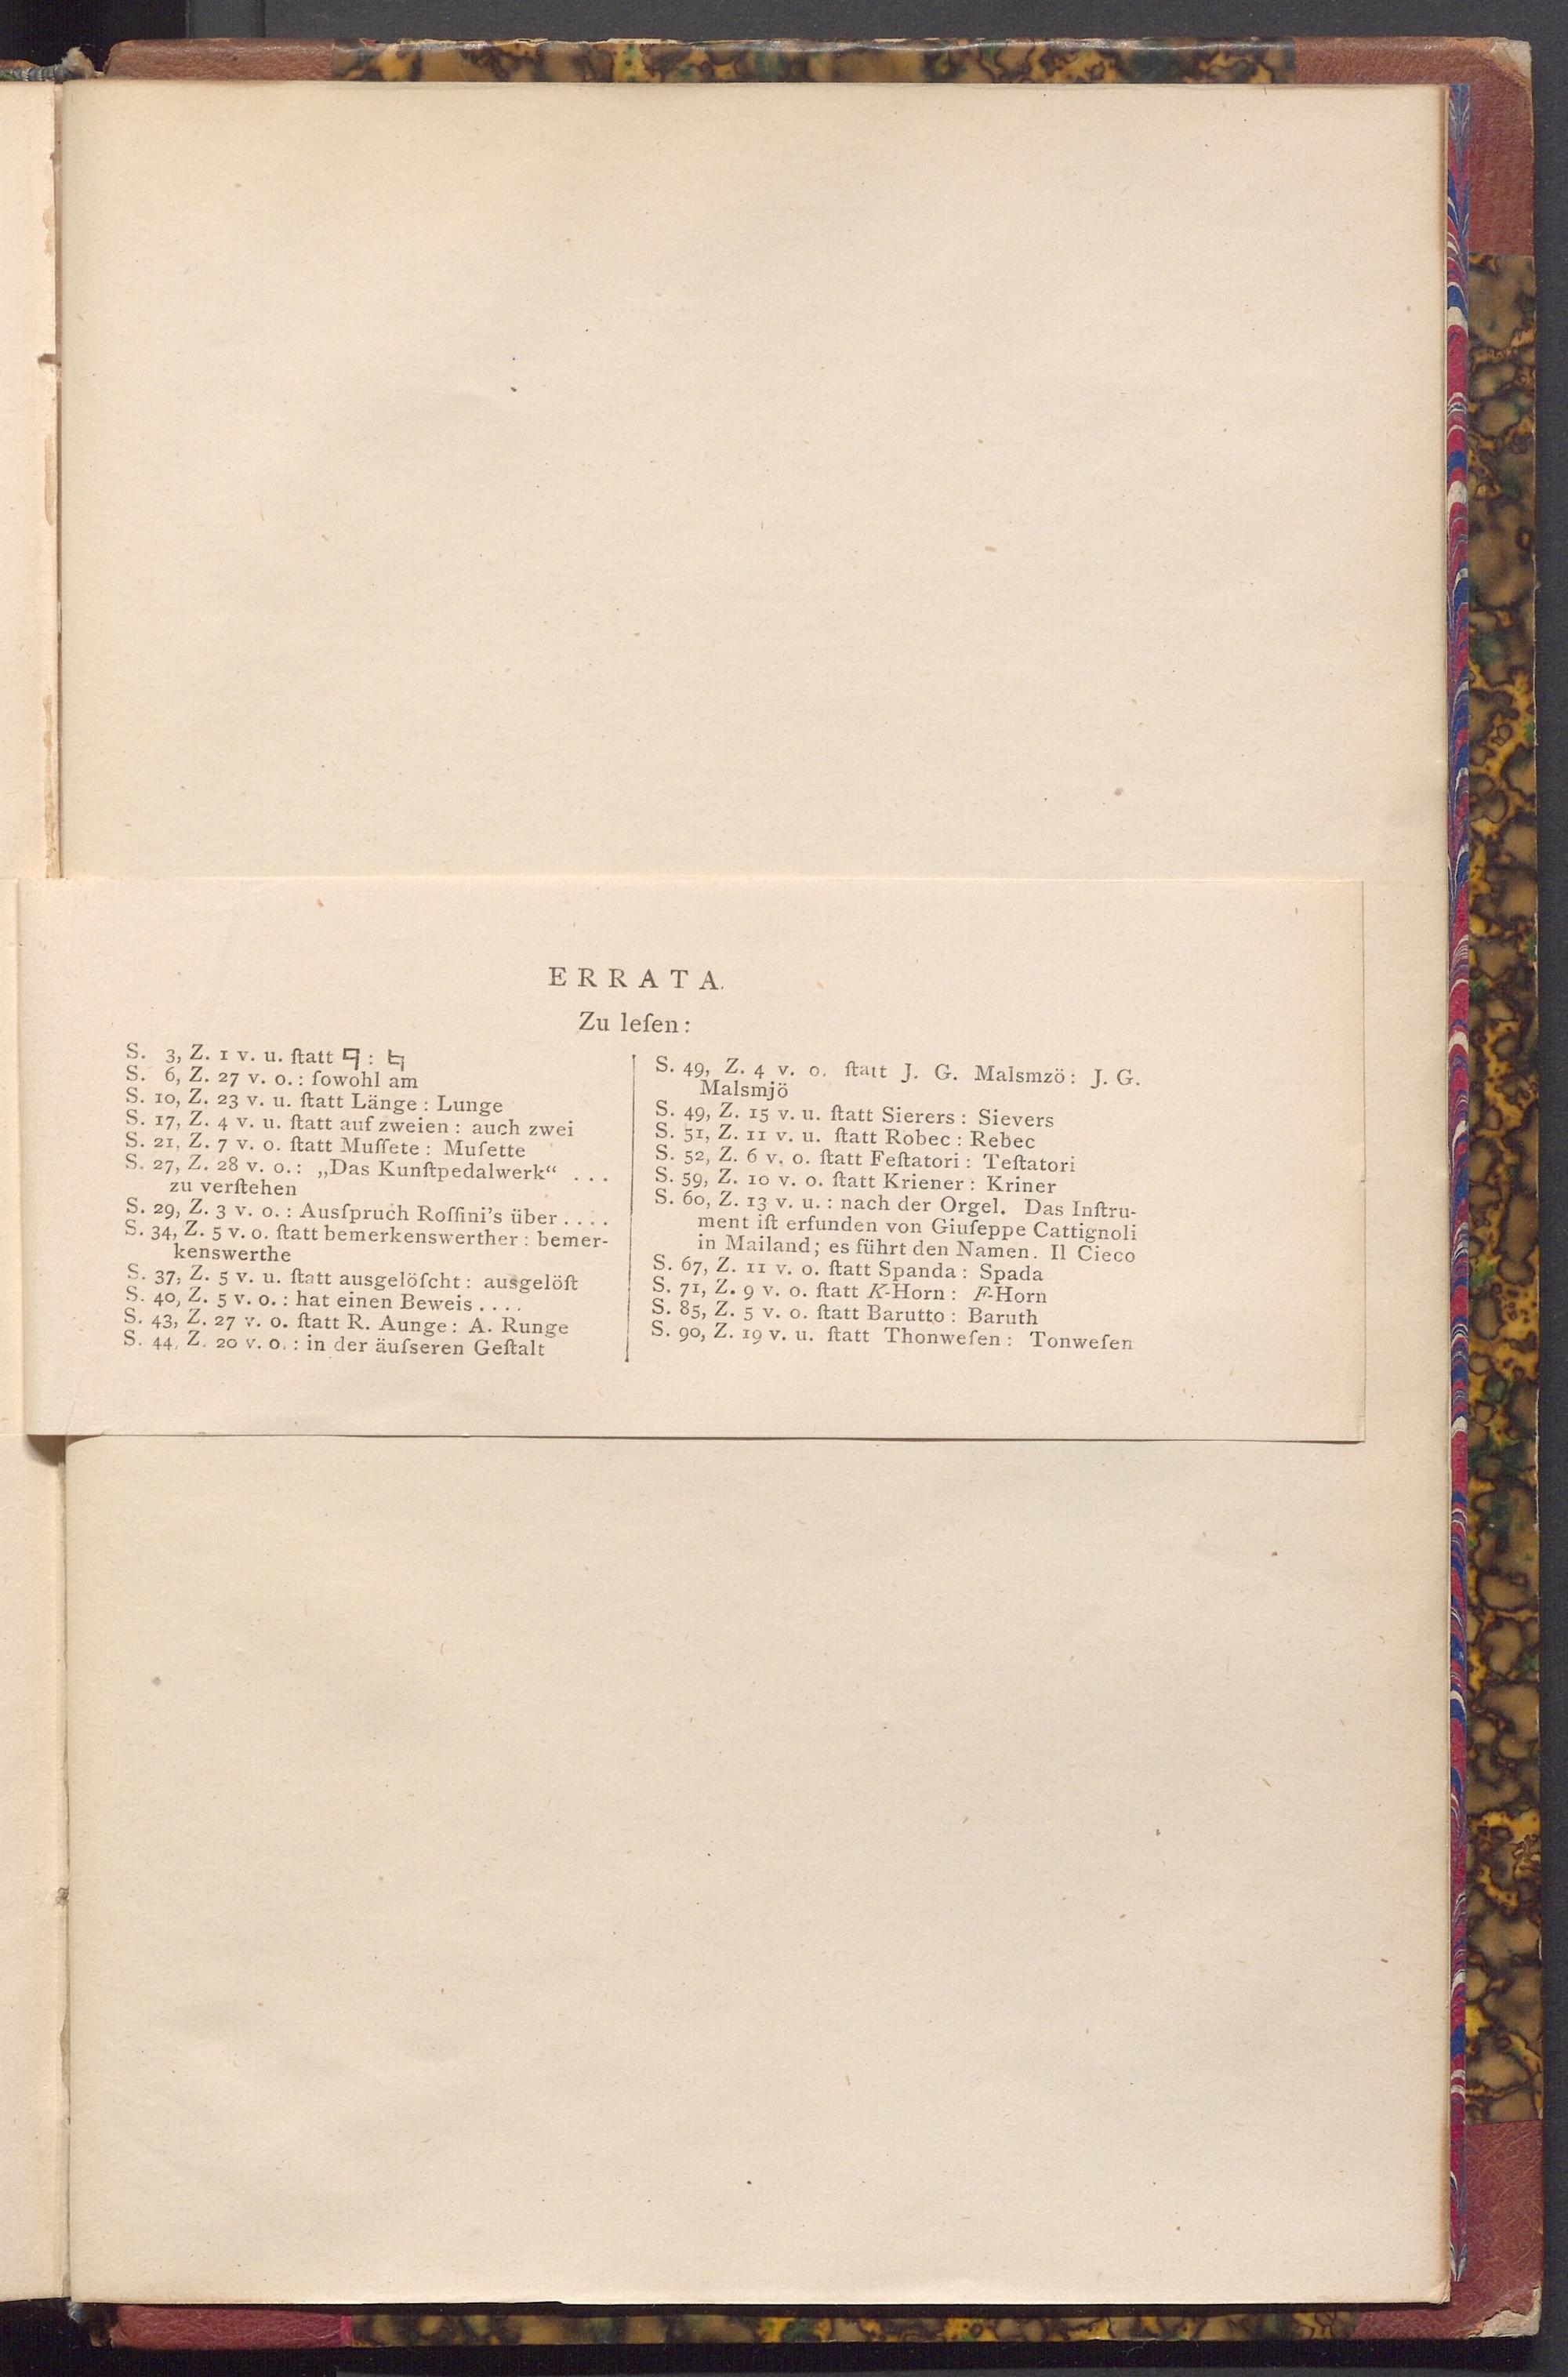 ERRATA.
Zu leſen:
S. 3, Z. 1 v. u. ſtatt :
S. 6, Z. 27 v. o.: ſowohl am
S. 10, Z. 23 v. u. ſtatt Länge: Lunge
S. 17, Z. 4 v. u. ſtatt auf zweien: auch zwei
S. 21, Z. 7 v. o. ſtatt Muſſete: Muſette
S. 27, Z. 28 v. o.: „Das Kunſtpedalwerk“ ...
zu verſtehen
S. 29, Z. 3 v. o.: Ausſpruch Roſſini's über ....
S. 34, Z. 5 v. o. ſtatt bemerkenswerther: bemer-
kenswerthe
S. 37, Z. 5 v. u. ſtatt ausgelöſcht: ausgelöſt
S. 40, Z. 5 v. o.: hat einen Beweis ....
S. 43, Z. 27 v. o. ſtatt R. Aunge: A. Runge
S. 44, Z. 20 v. o.: in der äuſseren Geſtalt
S. 49, Z. 4 v. o. ſtatt J. G. Malsmzö: J. G.
Malsmjö
S. 49, Z. 15 v. u. ſtatt Sierers: Sievers
S. 51, Z. 11 v. u. ſtatt Robec: Rebec
S. 52, Z. 6 v. o. ſtatt Feſtatori: Teſtatori
S. 59, Z. 10 v. o. ſtatt Kriener: Kriner
S. 60, Z. 13 v. u.: nach der Orgel. Das Inſtru-
ment iſt erfunden von Giuſeppe Cattignoli
in Mailand; es führt den Namen. Il Cieco
S. 67, Z. 11 v. o. ſtatt Spanda: Spada
S. 71, Z. 9 v. o. ſtatt K-Horn: F-Horn
S. 85, Z. 5 v. o. ſtatt Barutto: Baruth
S. 90, Z. 19 v. u. ſtatt Thonweſen: Tonweſen